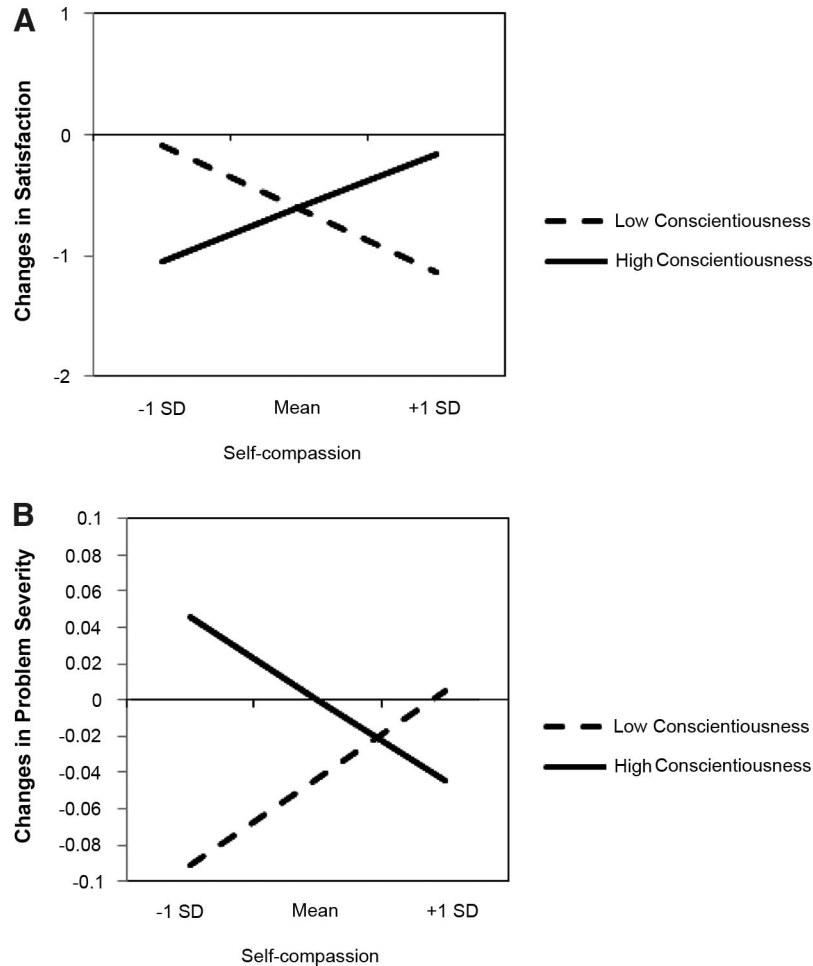 A
Changes in Satisfaction
1
0
-1
-2
-1 SD Mean +1 SD
Self-compassion
Low Conscientiousness
High Conscientiousness
B
Changes in Problem Severity
0.1
0.08
0.06
0.04
0.02
0
-0.02
-0.04
-0.06
-0.08
-0.1
-1 SD Mean +1 SD
Self-compassion
Low Conscientiousness
High Conscientiousness